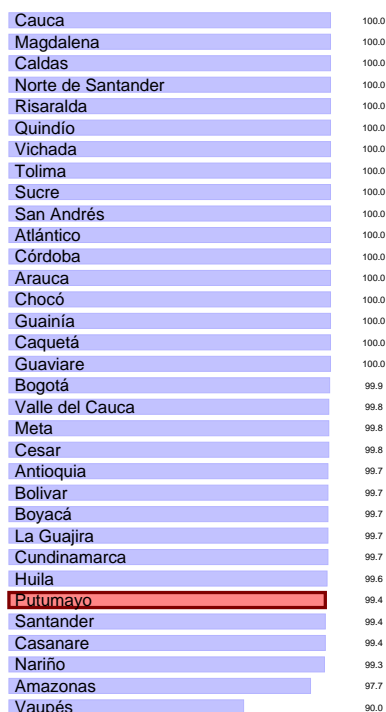 Cauca 100.0
Magdalena 100.0
Caldas 100.0
Norte de Santander 100.0
Risaralda 100.0
Quindío 100.0
Vichada 100.0
Tolima 100.0
Sucre 100.0
San Andrés 100.0
Atlántico 100.0
Córdoba 100.0
Arauca 100.0
Chocó 100.0
Guainía 100.0
Caquetá 100.0
Guaviare 100.0
Bogotá 99.9
Valle del Cauca 99.8
Meta 99.8
Cesar 99.8
Antioquia 99.7
Bolivar 99.7
Boyacá 99.7
La Guajira 99.7
Cundinamarca 99.7
Huila 99.6
Putumayo 99.4
Santander 99.4
Casanare 99.4
Nariño 99.3
Amazonas 97.7
Vaupés 90.0